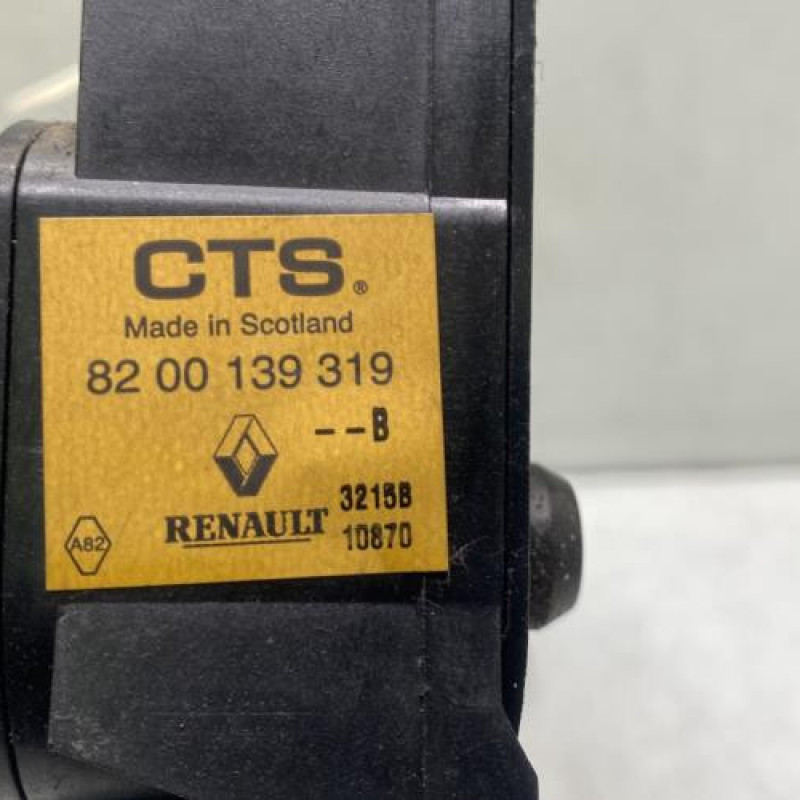 CTS®
Made in Scotland
82 00 139 319
--B
3215B
RENAULT
10870
A82